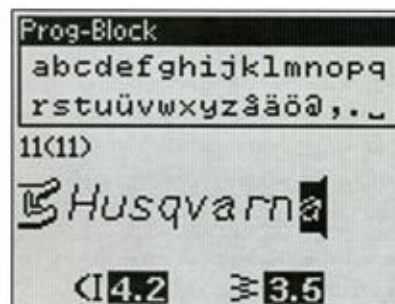 Prog-Block
abcdefghijklmnopq
rstuüvwxyzåäö@,.␣
11(11)
Husqvarna
4.2 3.5